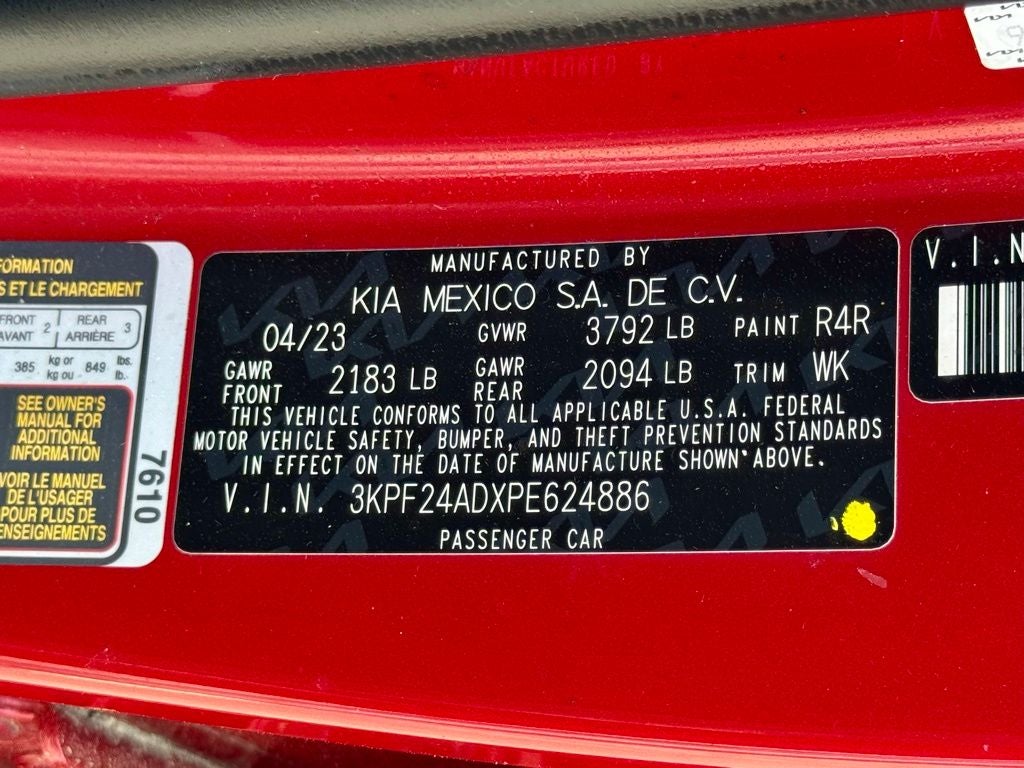 FORMATION
S ET LE CHARGEMENT
FRONT 2 REAR 3
AVANT ARRIÈRE
385 kg or 849 lbs.
kg ou lb.
SEE OWNER'S
MANUAL FOR
ADDITIONAL
INFORMATION
VOIR LE MANUEL
DE L'USAGER
POUR PLUS DE
ENSEIGNEMENTS
7610
MANUFACTURED BY
KIA MEXICO S.A. DE C.V.
04/23 GVWR 3792 LB PAINT R4R
GAWR FRONT 2183 LB GAWR REAR 2094 LB TRIM WK
THIS VEHICLE CONFORMS TO ALL APPLICABLE U.S.A. FEDERAL
MOTOR VEHICLE SAFETY, BUMPER, AND THEFT PREVENTION STANDARDS
IN EFFECT ON THE DATE OF MANUFACTURE SHOWN ABOVE.
V.I.N. 3KPF24ADXPE624886
PASSENGER CAR
V.I.N